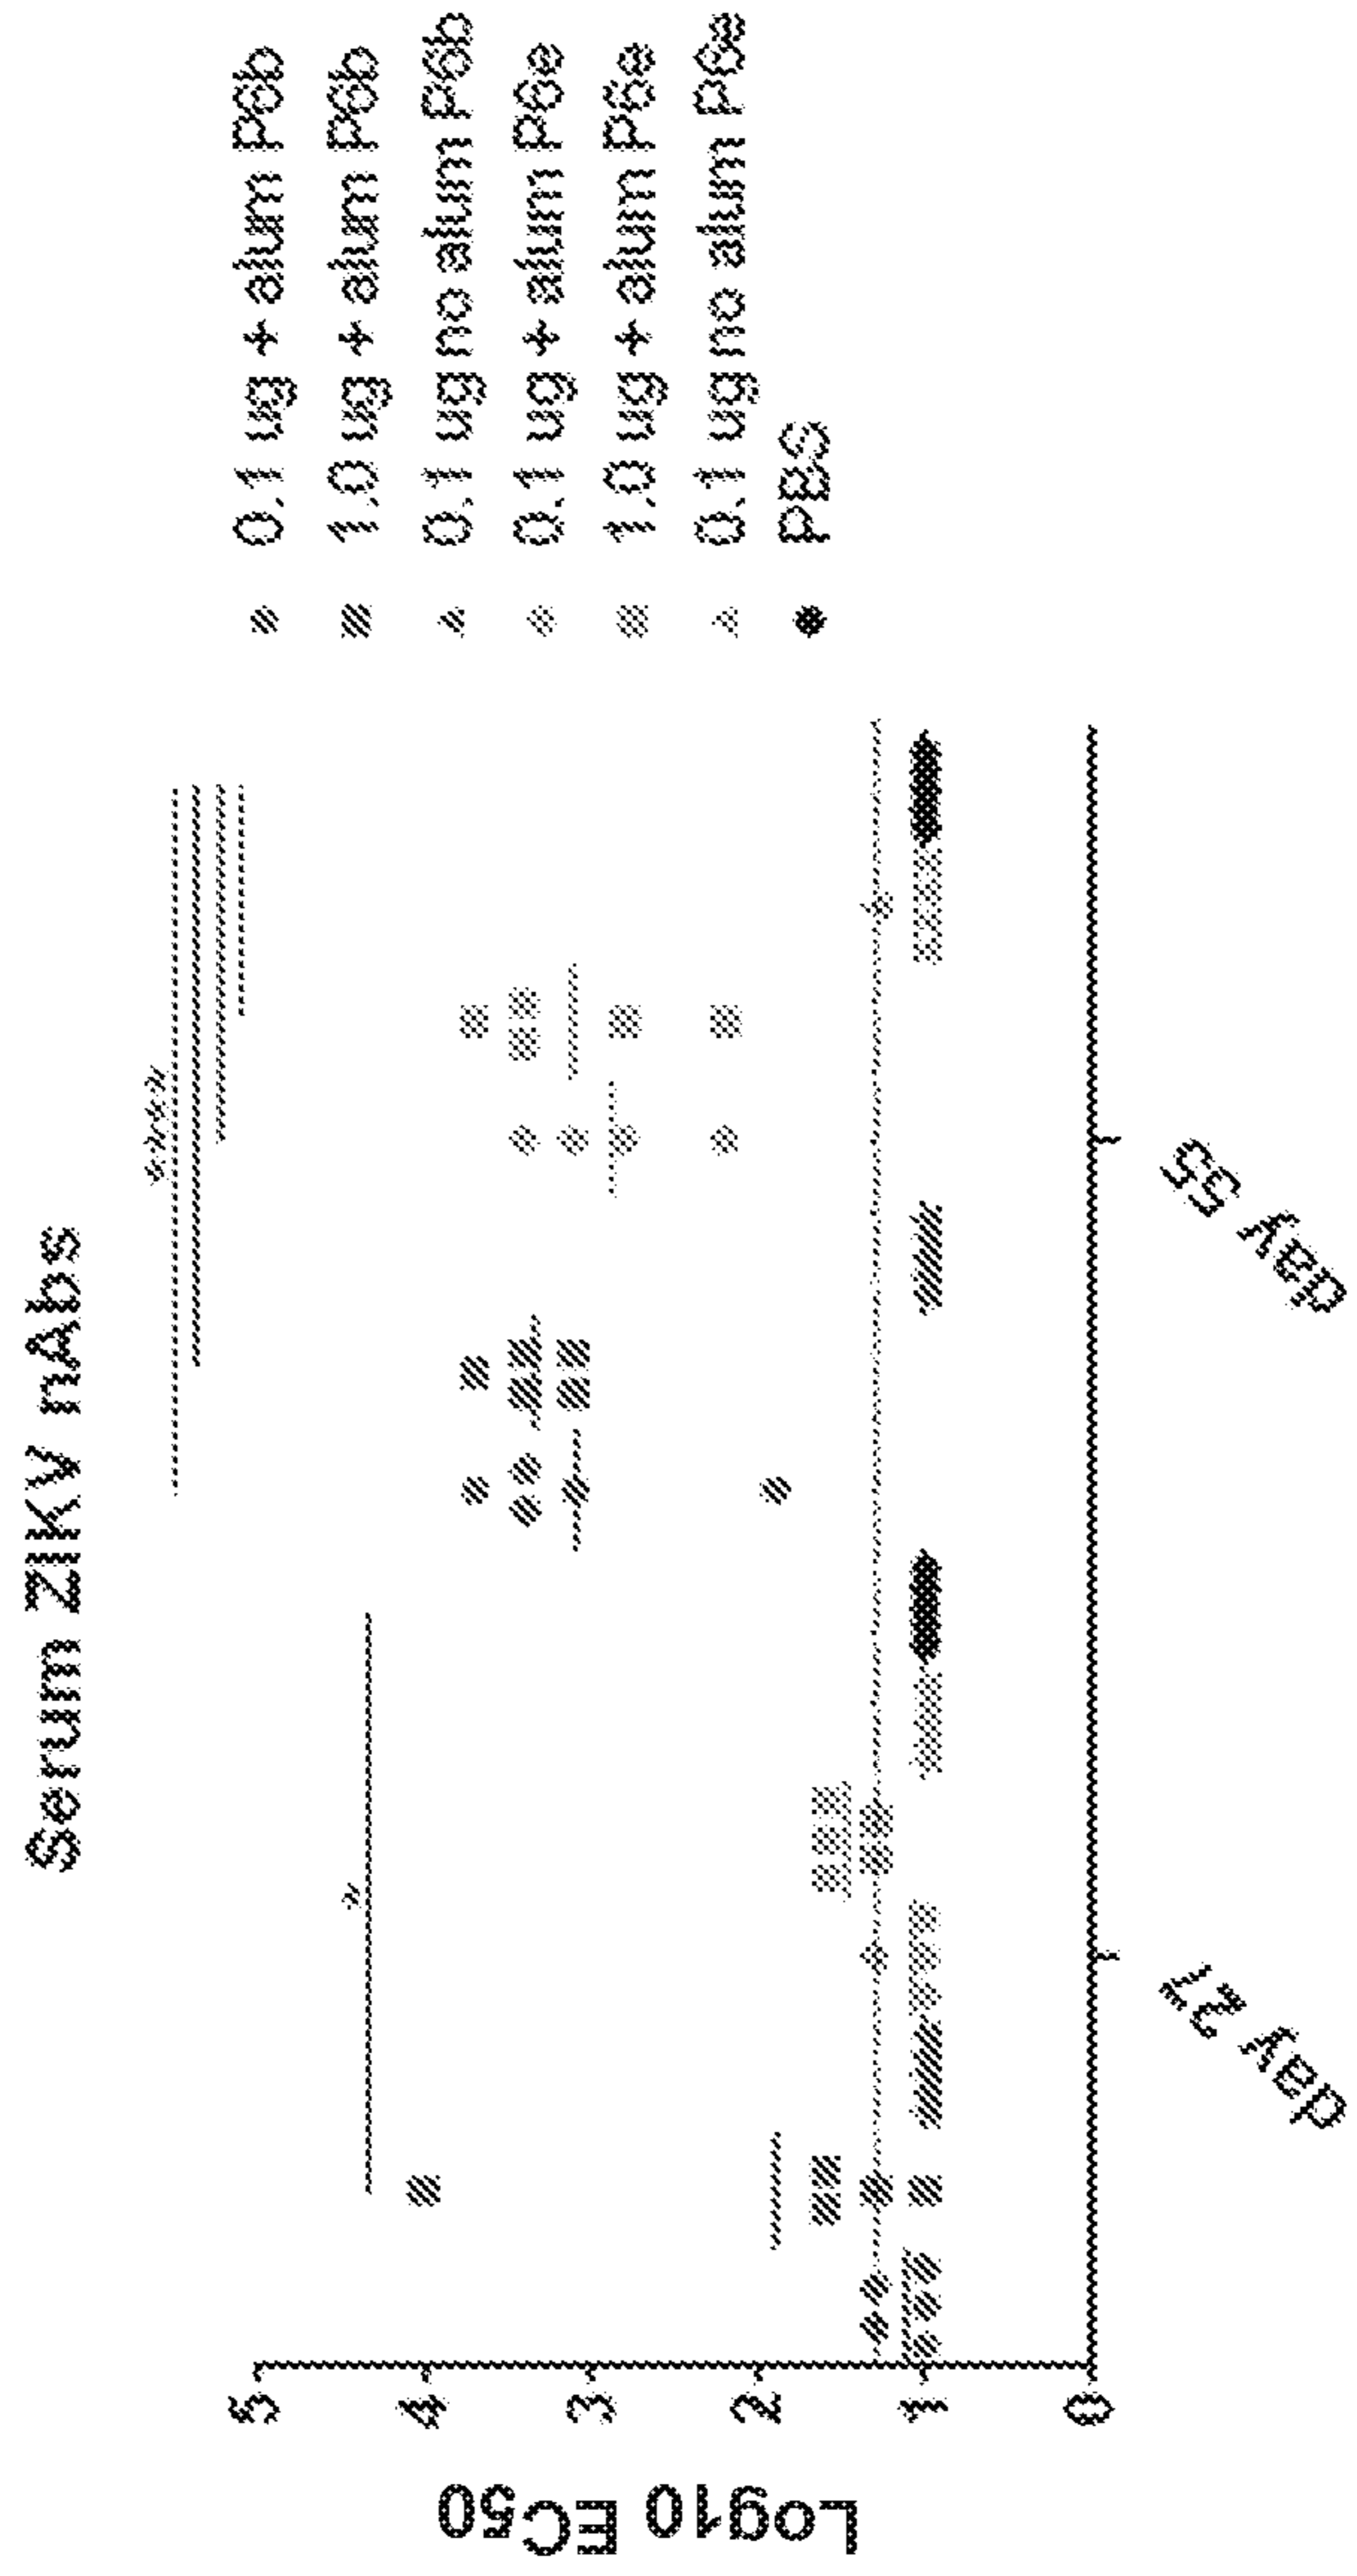 Serum ZIKV nAbs
****
*
Log10 EC50
5
4
3
2
1
0
day 27
day 55
0.1 ug + alum P6b
1.0 ug + alum P6b
0.1 ug no alum P6b
0.1 ug + alum P6e
1.0 ug + alum P6e
0.1 ug no alum P6e
PBS